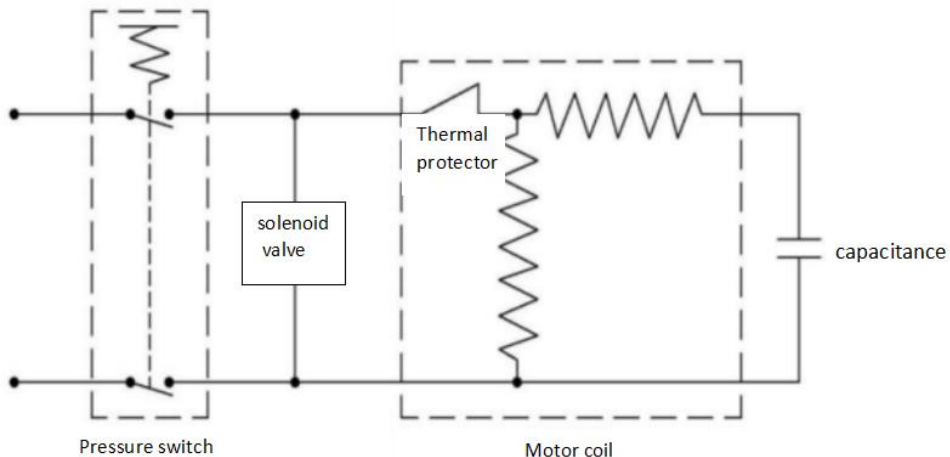 Thermal
protector
solenoid
valve
capacitance
Pressure switch
Motor coil